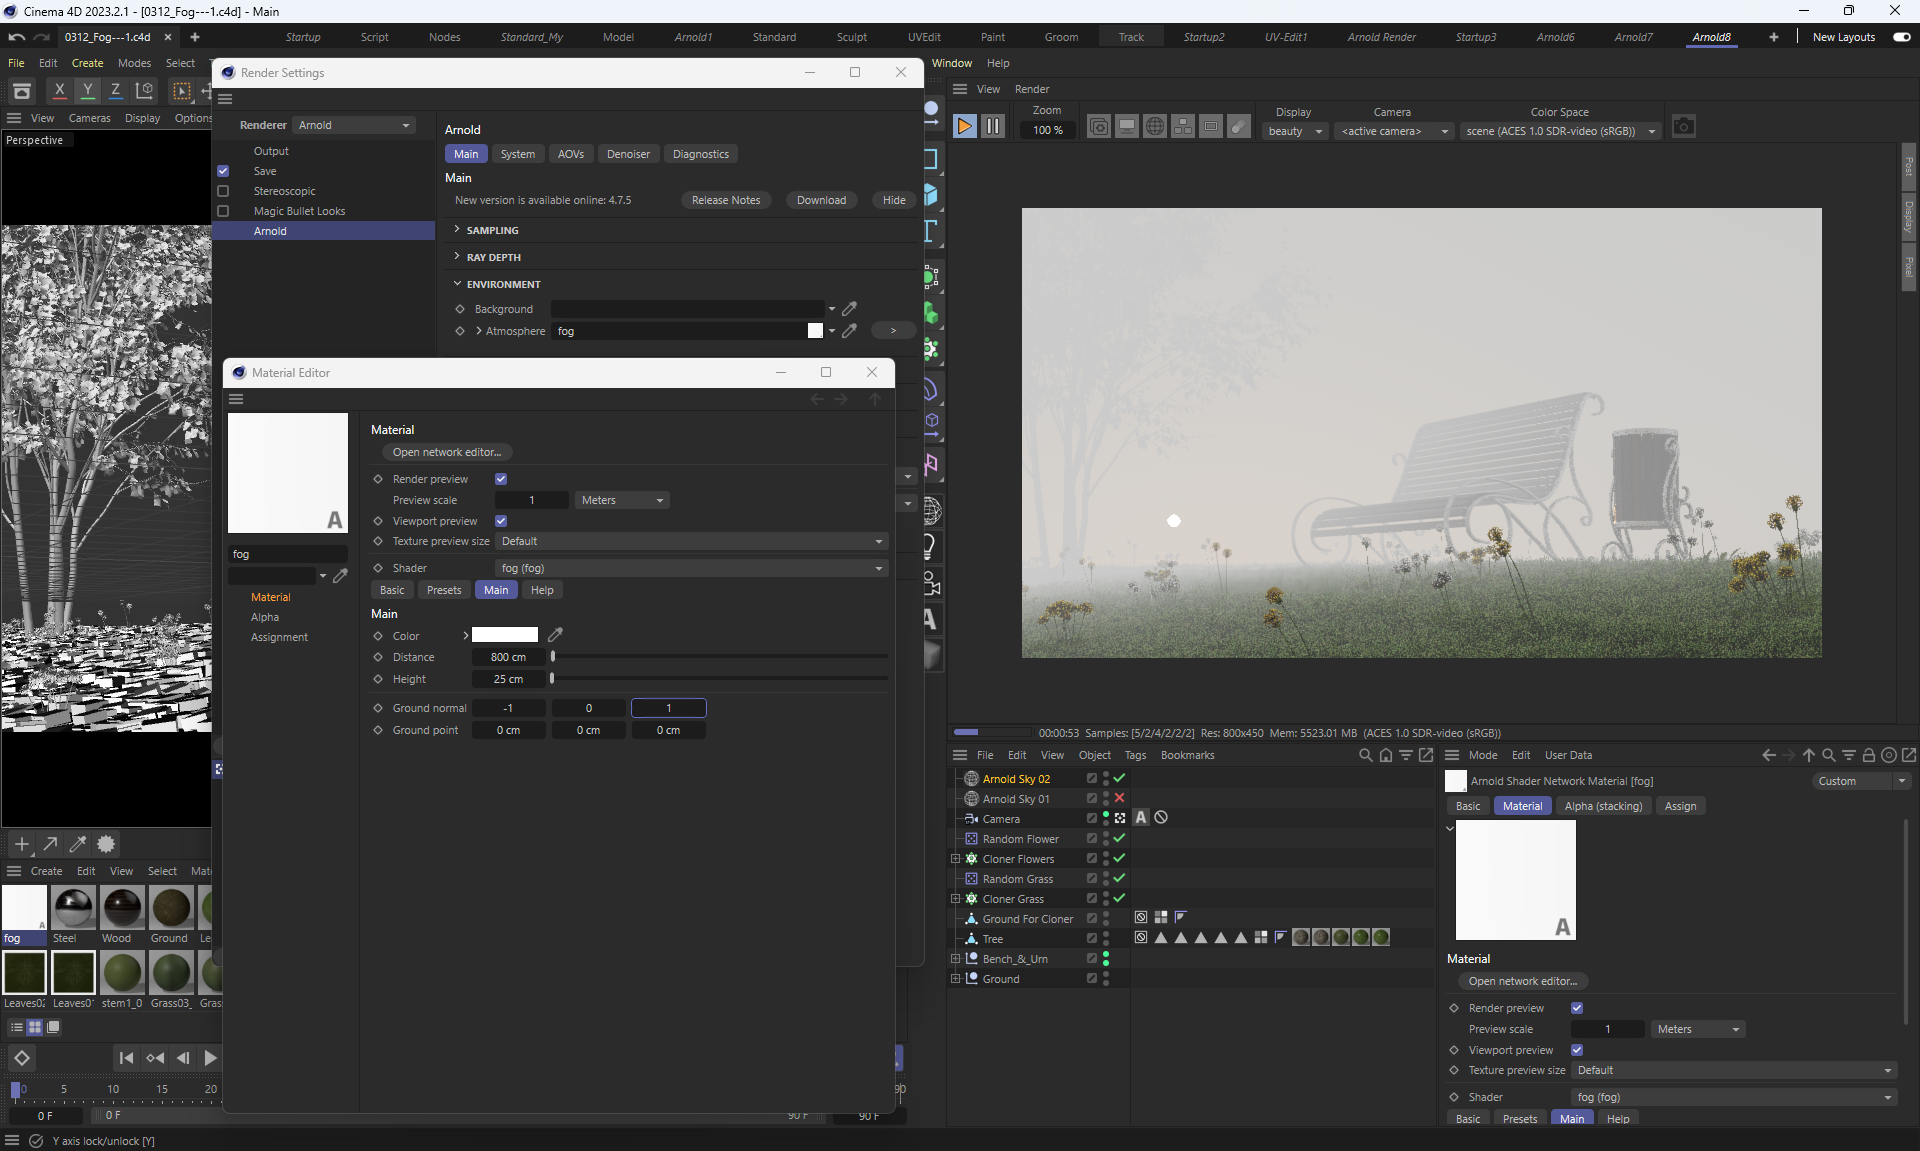 Cinema 4D 2023.2.1 - [0312_Fog---1.c4d] - Main
0312_Fog---1.c4d × + Startup Script Nodes Standard_My Model Arnold1 Standard Sculpt UVEdit Paint Groom Track Startup2 UV-Edit1 Arnold Render Startup3 Arnold6 Arnold7 Arnold8 + New Layouts
File Edit Create Modes Select
Window Help
Render Settings
X Y Z
View Cameras Display Options
Perspective
Renderer Arnold
Output
Save
Stereoscopic
Magic Bullet Looks
Arnold
Arnold
Main System AOVs Denoiser Diagnostics
Main
New version is available online: 4.7.5 Release Notes Download Hide
SAMPLING
RAY DEPTH
ENVIRONMENT
Background
Atmosphere fog >
Material Editor
A
fog
Material
Alpha
Assignment
Material
Open network editor...
Render preview
Preview scale 1 Meters
Viewport preview
Texture preview size Default
Shader fog (fog)
Basic Presets Main Help
Main
Color
Distance 800 cm
Height 25 cm
Ground normal -1 0 1
Ground point 0 cm 0 cm 0 cm
View Render
Zoom Display Camera Color Space
100 % beauty <active camera> scene (ACES 1.0 SDR-video (sRGB))
Post
Display
Pixel
00:00:53 Samples: [5/2/4/2/2/2] Res: 800x450 Mem: 5523.01 MB (ACES 1.0 SDR-video (sRGB))
File Edit View Object Tags Bookmarks
Arnold Sky 02
Arnold Sky 01
Camera A
Random Flower
Cloner Flowers
Random Grass
Cloner Grass
Ground For Cloner
Tree
Bench_&_Urn
Ground
Mode Edit User Data
Arnold Shader Network Material [fog] Custom
Basic Material Alpha (stacking) Assign
A
Material
Open network editor...
Render preview
Preview scale 1 Meters
Viewport preview
Texture preview size Default
Shader fog (fog)
Basic Presets Main Help
Create Edit View Select
A
fog Steel Wood Ground
Leaves02 stem1_0 Grass03_
0 5 10 15 20 90
0 F 0 F 90 F 90 F
Y axis lock/unlock [Y]